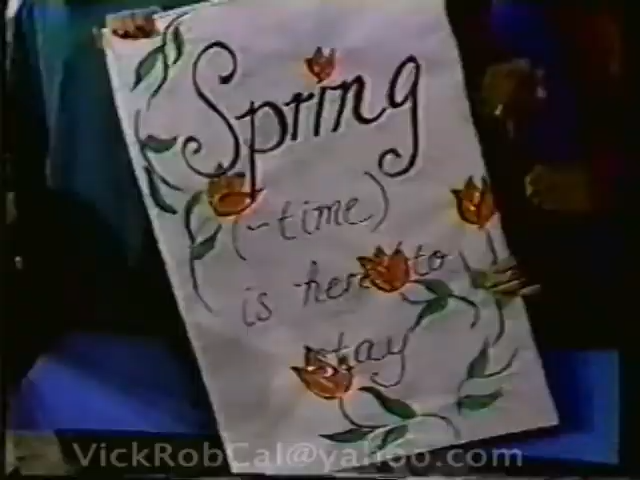 Spring
(-time)
is here to
stay
VickRobCal@yahoo.com